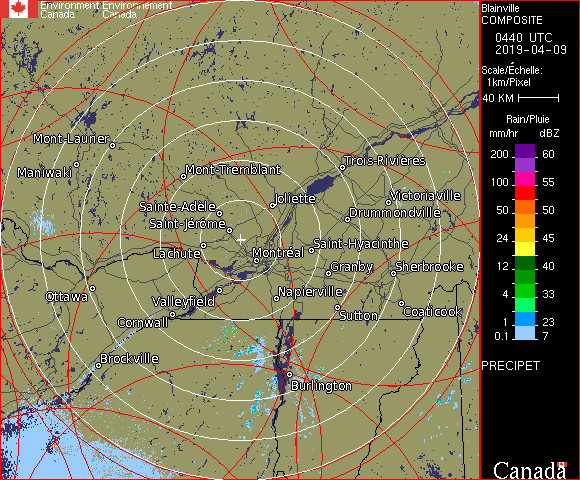 Environment Environnement
Canada Canada
Blainville
COMPOSITE
0440 UTC
2019-04-09
Scale/Échelle:
1km/Pixel
40 KM
Rain/Pluie
mm/hr dBZ
200 60
100 55
50 50
24 45
12 40
4 33
1 23
0.1 7
PRECIPET
Canada
Mont-Laurier
Maniwaki
Mont-Tremblant
Trois-Rivières
Joliette
Victoriaville
Sainte-Adèle
Drummondville
Saint-Jérôme
Saint-Hyacinthe
Lachute
Montréal
Granby
Sherbrooke
Ottawa
Valleyfield
Napierville
Cornwall
Sutton
Coaticook
Brockville
Burlington